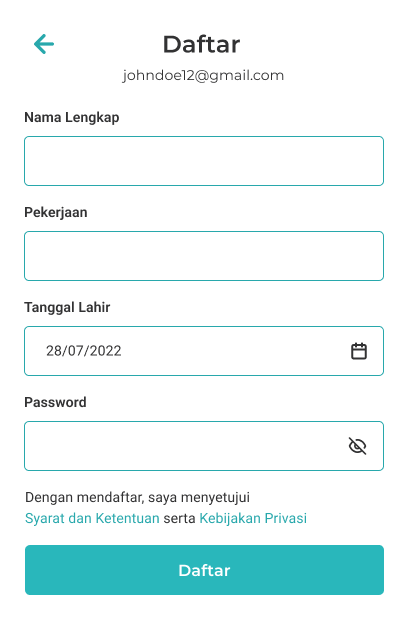 Daftar
johndoe12@gmail.com
Nama Lengkap
Pekerjaan
Tanggal Lahir
28/07/2022
Password
Dengan mendaftar, saya menyetujui
Syarat dan Ketentuan serta Kebijakan Privasi
Daftar